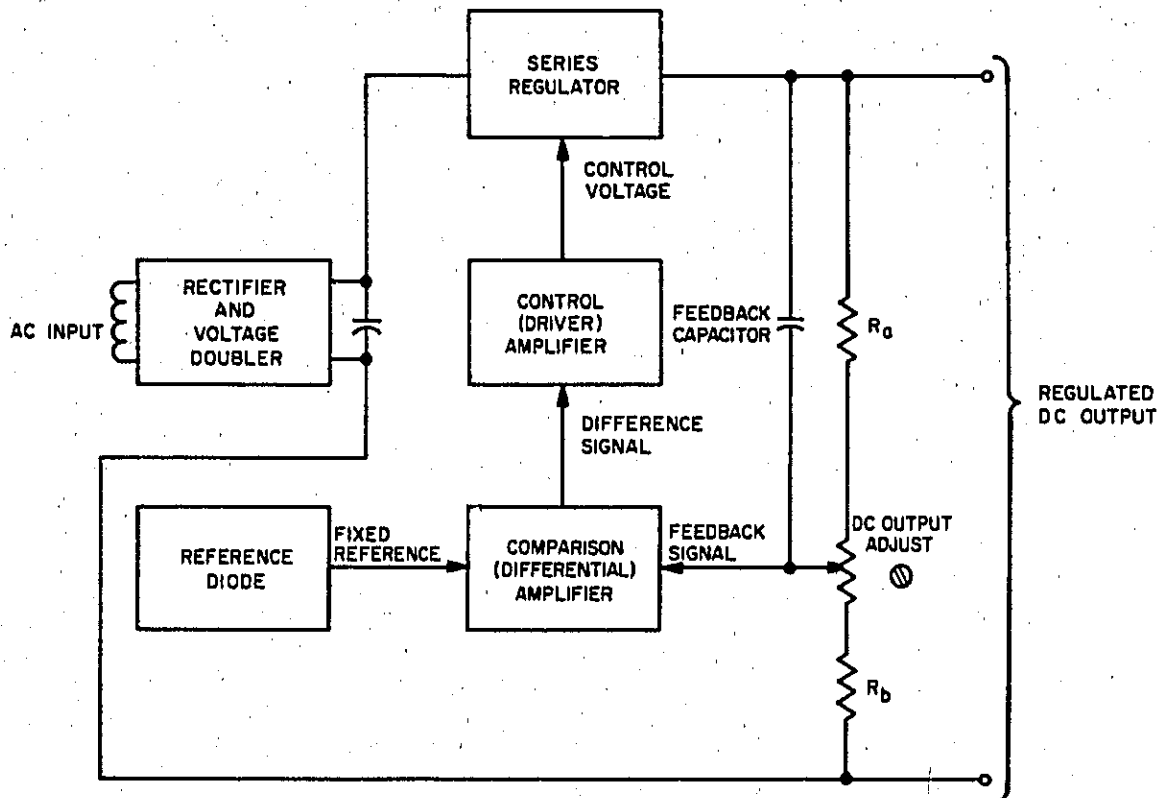 SERIES
REGULATOR
CONTROL
VOLTAGE
AC INPUT
RECTIFIER
AND
VOLTAGE
DOUBLER
CONTROL
(DRIVER)
AMPLIFIER
FEEDBACK
CAPACITOR
Ra
REGULATED
DC OUTPUT
DIFFERENCE
SIGNAL
REFERENCE
DIODE
FIXED
REFERENCE
COMPARISON
(DIFFERENTIAL)
AMPLIFIER
FEEDBACK
SIGNAL
DC OUTPUT
ADJUST
Rb